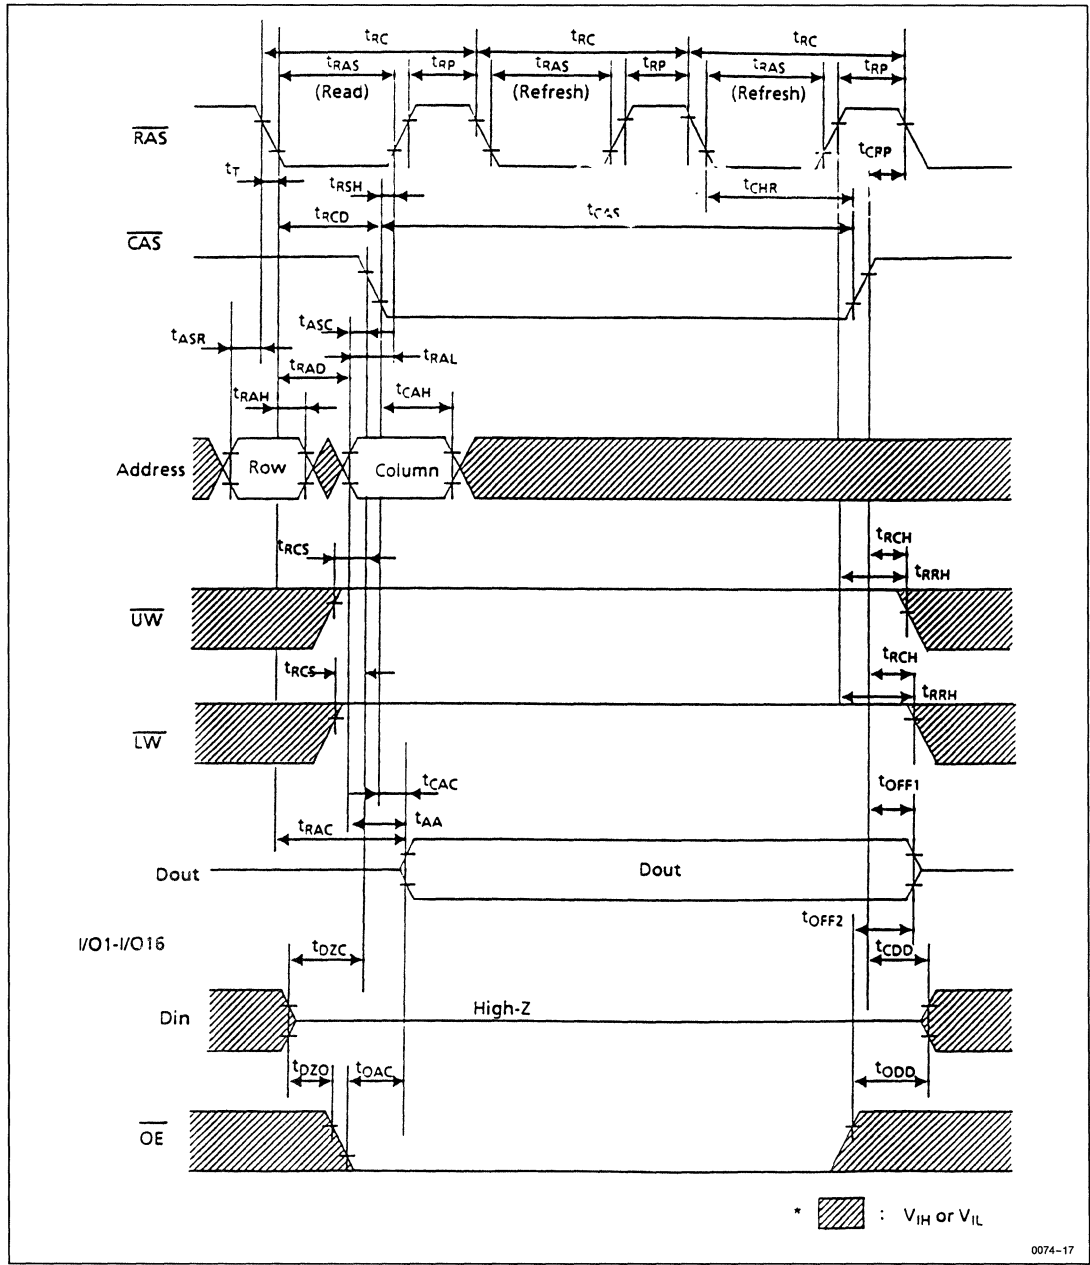 tRC tRC tRC
tRAS tRP tRAS tRP tRAS tRP
(Read) (Refresh) (Refresh)
RAS
tCRP
tT tRSH tCHR
tRCD tCAS
CAS
tASC
tASR tRAL
tRAD
tRAH tCAH
Address Row Column
tRCS tRCH
tRRH
UW
tRCS tRCH
tRRH
LW
tCAC tOFF1
tRAC tAA
Dout Dout
tOFF2
I/O1-I/O16 tDZC tCDD
Din High-Z
tDZO tOAC tODD
OE
* : VIH or VIL
0074-17